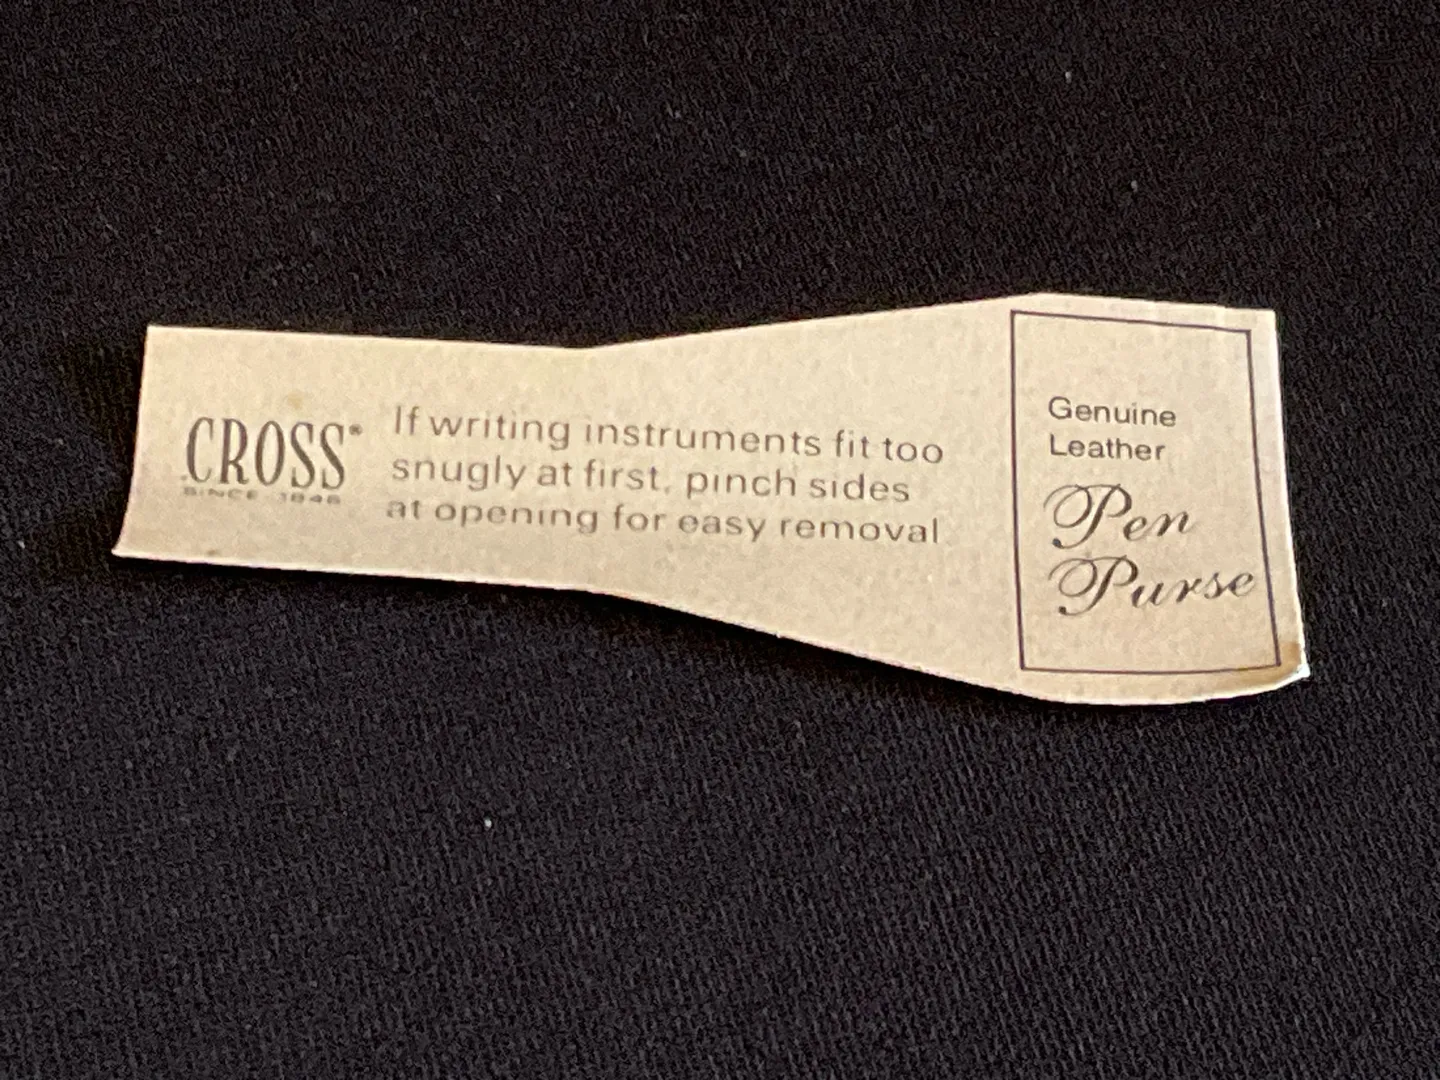 CROSS®
SINCE 1846
If writing instruments fit too
snugly at first, pinch sides
at opening for easy removal
Genuine
Leather
Pen
Purse